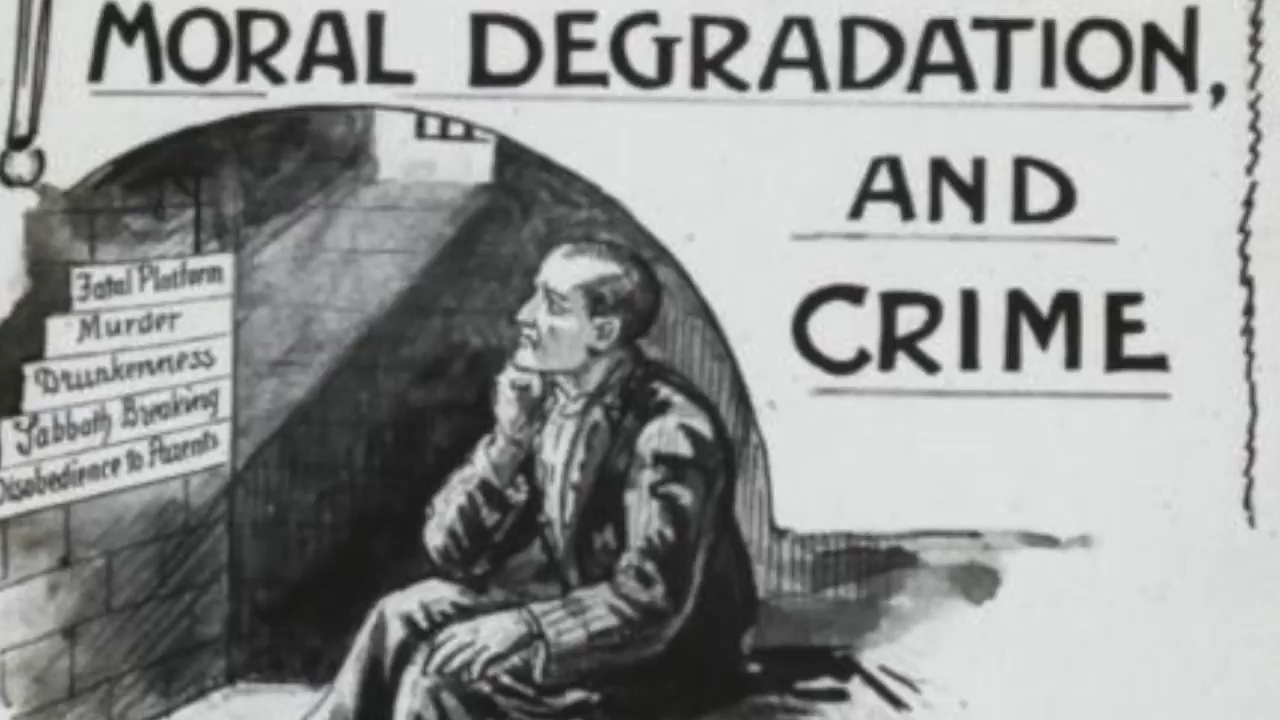 MORAL DEGRADATION,
AND
CRIME
Fatal Platform
Murder
Drunkenness
Sabbath Breaking
Disobedience to Parents